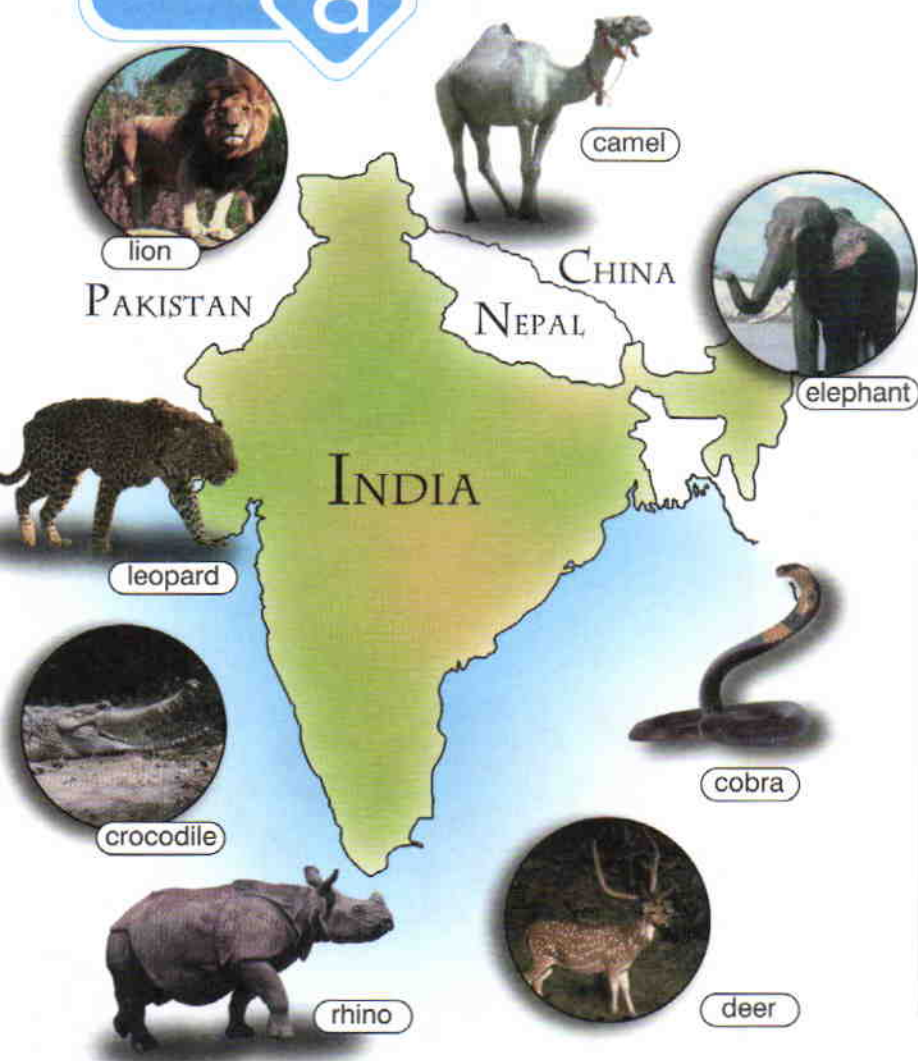 a
camel
lion
CHINA
PAKISTAN
NEPAL
elephant
INDIA
leopard
cobra
crocodile
rhino
deer